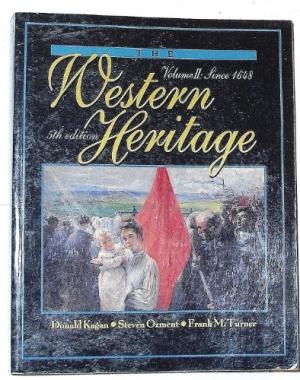 THE
Volume II: Since 1648
Western
5th edition
Heritage
Donald Kagan • Steven Ozment • Frank M. Turner